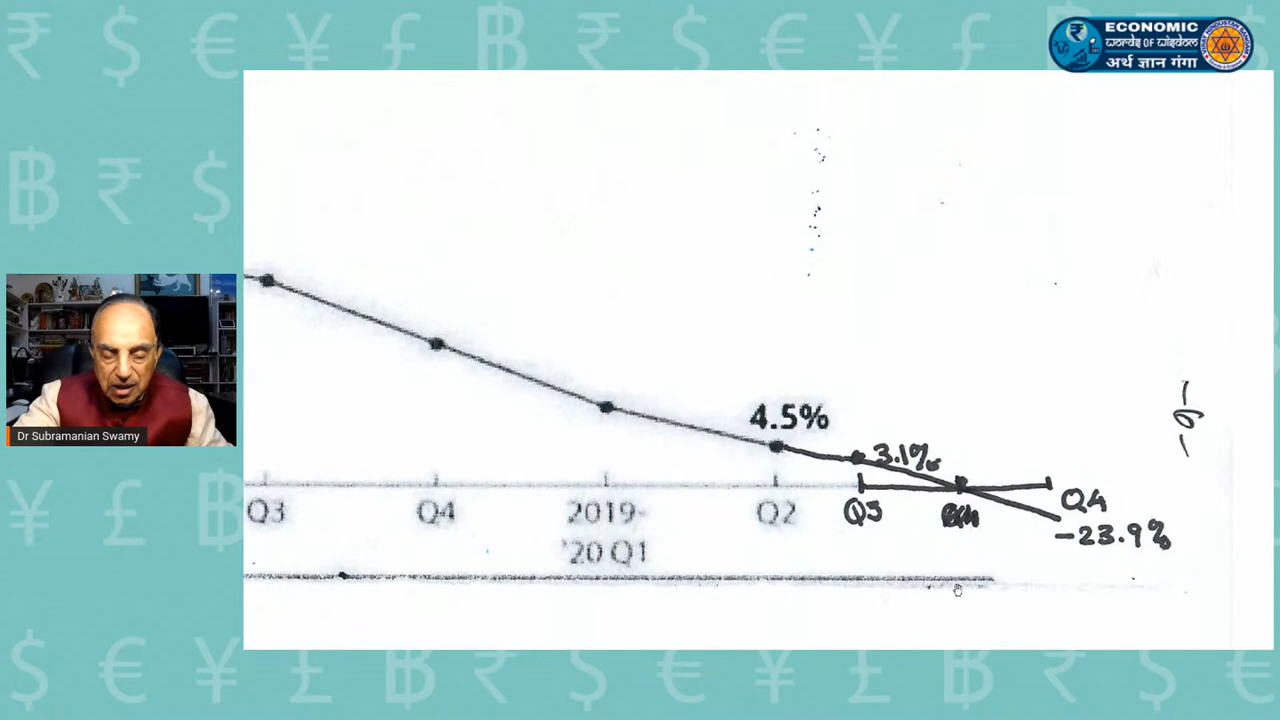 ECONOMIC
WORDS OF WISDOM
अर्थ ज्ञान गंगा
4.5%
3.1%
Q3
Q4
2019-
'20 Q1
Q2
Q3
Q4
-23.9%
-9-
Dr Subramanian Swamy